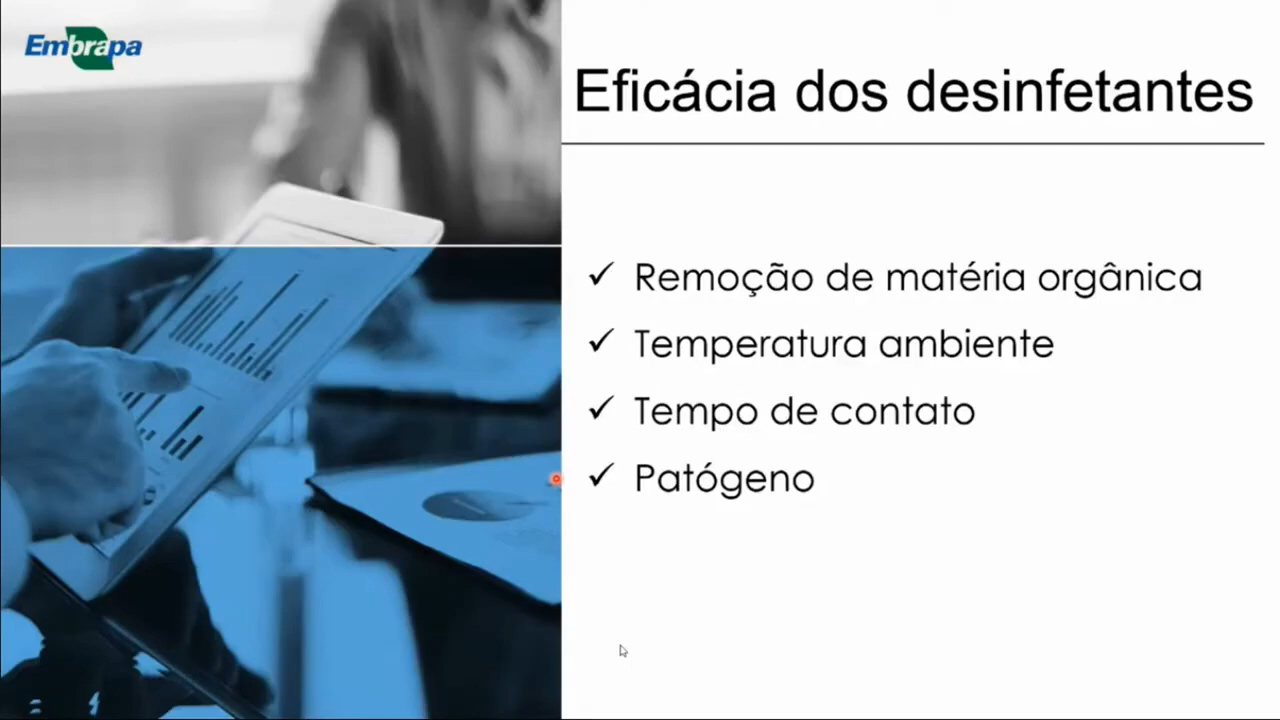 Embrapa
Eficácia dos desinfetantes
✓ Remoção de matéria orgânica
✓ Temperatura ambiente
✓ Tempo de contato
✓ Patógeno